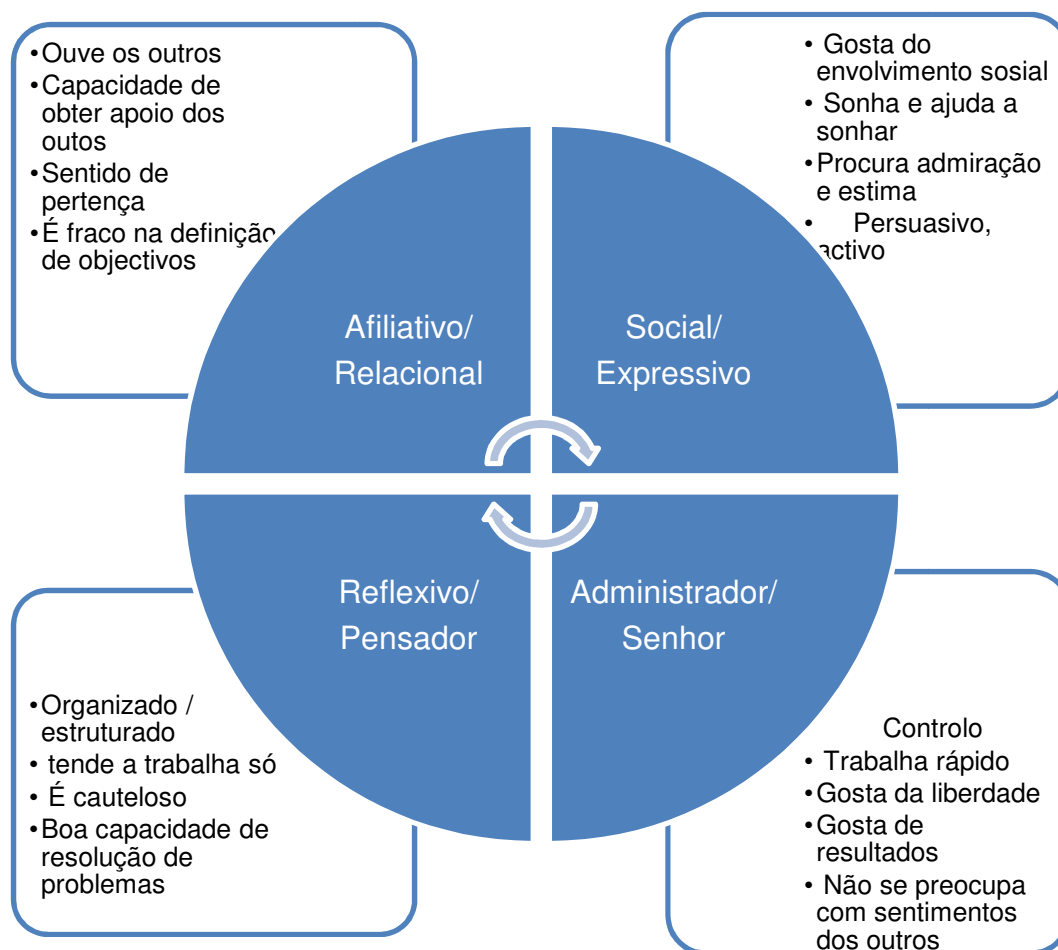 •Ouve os outros
•Capacidade de
obter apoio dos
outos
•Sentido de
pertença
•É fraco na definição
de objectivos
• Gosta do
envolvimento sosial
• Sonha e ajuda a
sonhar
•Procura admiração
e estima
• Persuasivo,
activo
Afiliativo/
Relacional
Social/
Expressivo
Reflexivo/
Pensador
Administrador/
Senhor
•Organizado /
estruturado
• tende a trabalha só
• É cauteloso
•Boa capacidade de
resolução de
problemas
Controlo
• Trabalha rápido
•Gosta da liberdade
•Gosta de
resultados
• Não se preocupa
com sentimentos
dos outros